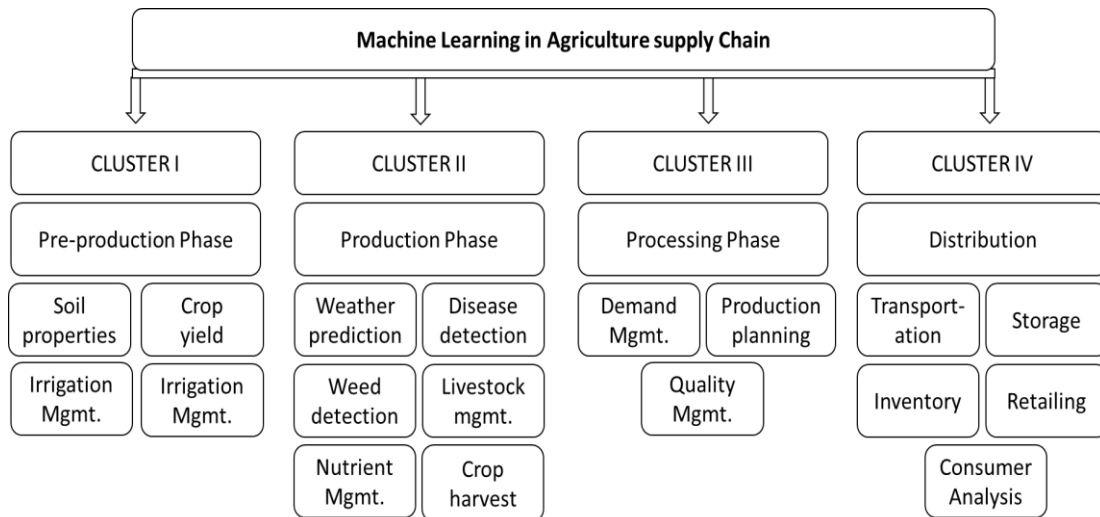 Machine Learning in Agriculture supply Chain
CLUSTER I
CLUSTER II
CLUSTER III
CLUSTER IV
Pre-production Phase
Production Phase
Processing Phase
Distribution
Soil
properties
Crop
yield
Weather
prediction
Disease
detection
Demand
Mgmt.
Production
planning
Transport-
ation
Storage
Irrigation
Mgmt.
Irrigation
Mgmt.
Weed
detection
Livestock
mgmt.
Quality
Mgmt.
Inventory
Retailing
Nutrient
Mgmt.
Crop
harvest
Consumer
Analysis